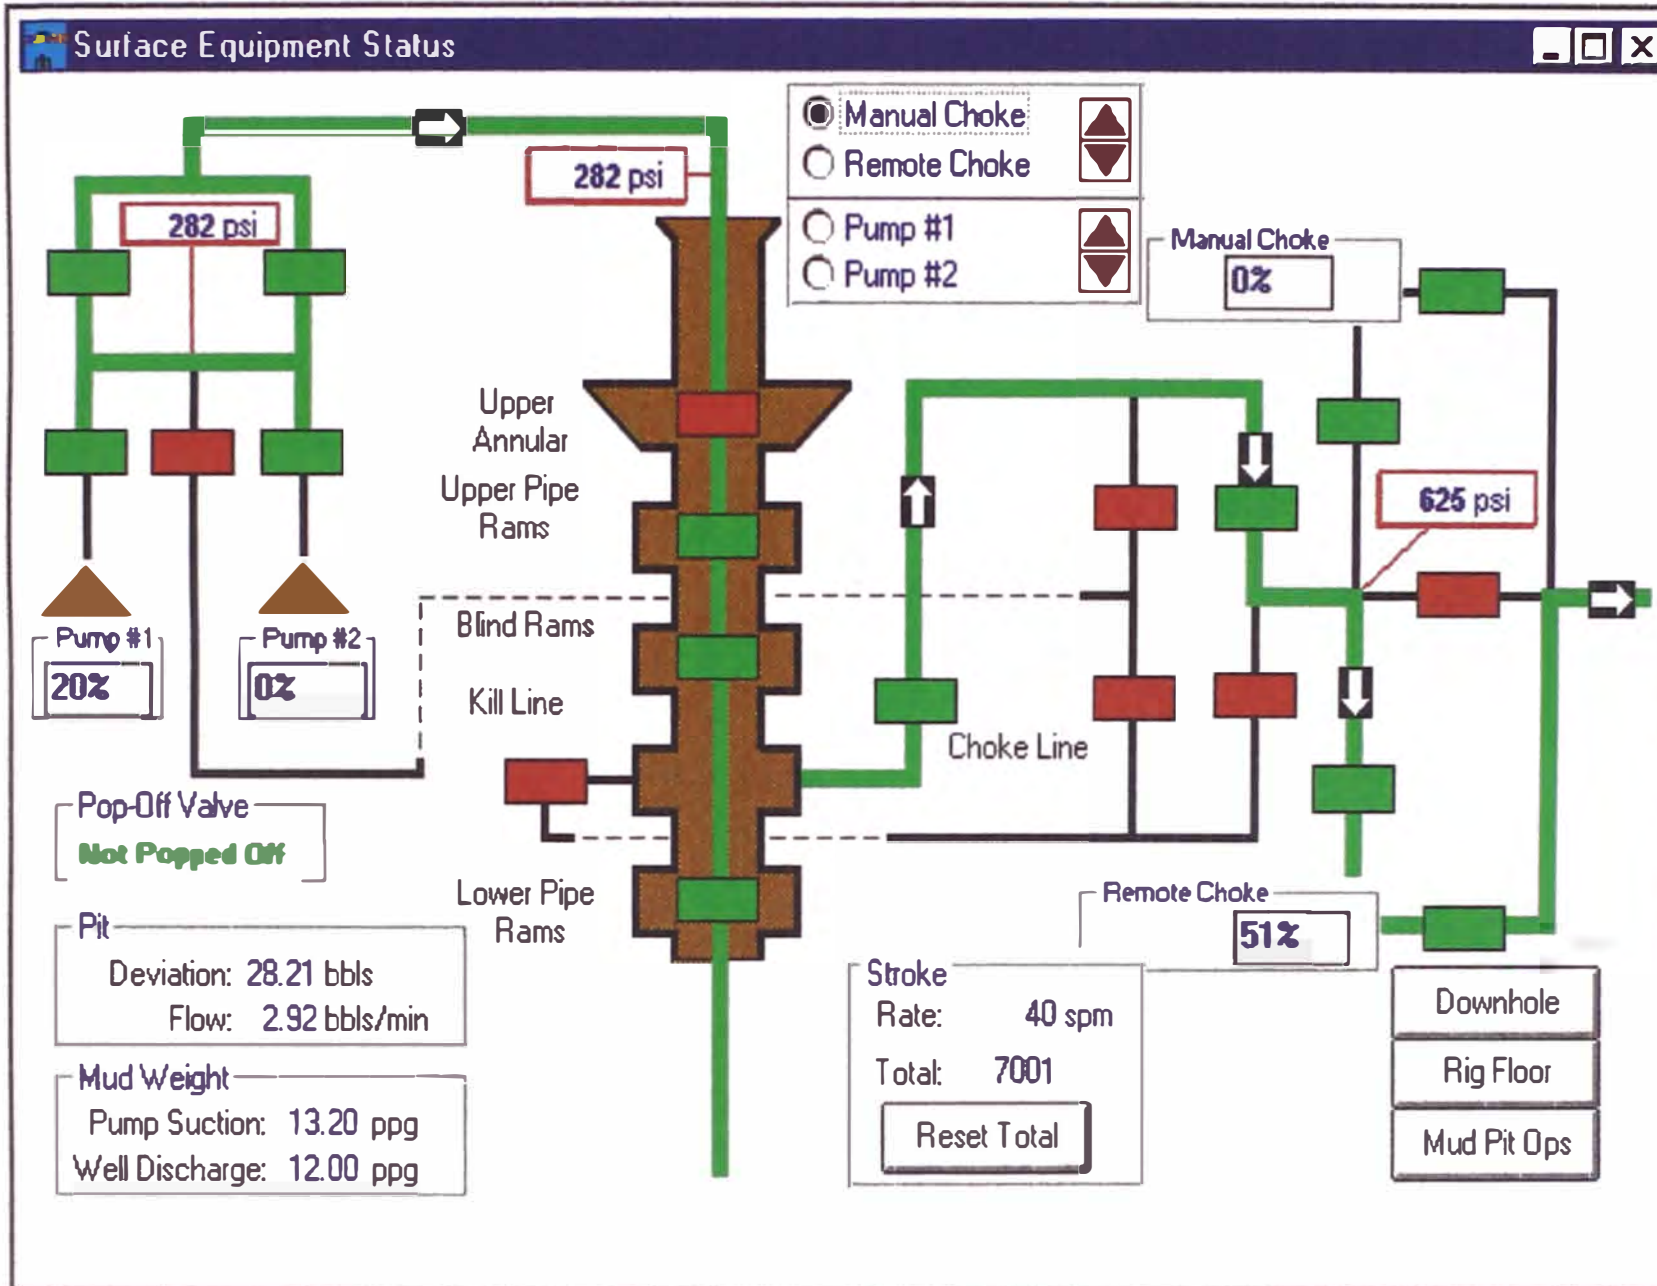 Surface Equipment Status
Manual Choke
Remote Choke
Pump #1
Pump #2
282 psi
282 psi
Manual Choke
0%
Upper
Annular
Upper Pipe
Rams
625 psi
Blind Rams
Pump #1
20%
Pump #2
0%
Kill Line
Choke Line
Pop-Off Valve
Not Popped Off
Lower Pipe
Rams
Remote Choke
51%
Pit
Deviation: 28.21 bbls
Flow: 2.92 bbls/min
Stroke
Rate: 40 spm
Total: 7001
Reset Total
Downhole
Rig Floor
Mud Pit Ops
Mud Weight
Pump Suction: 13.20 ppg
Well Discharge: 12.00 ppg